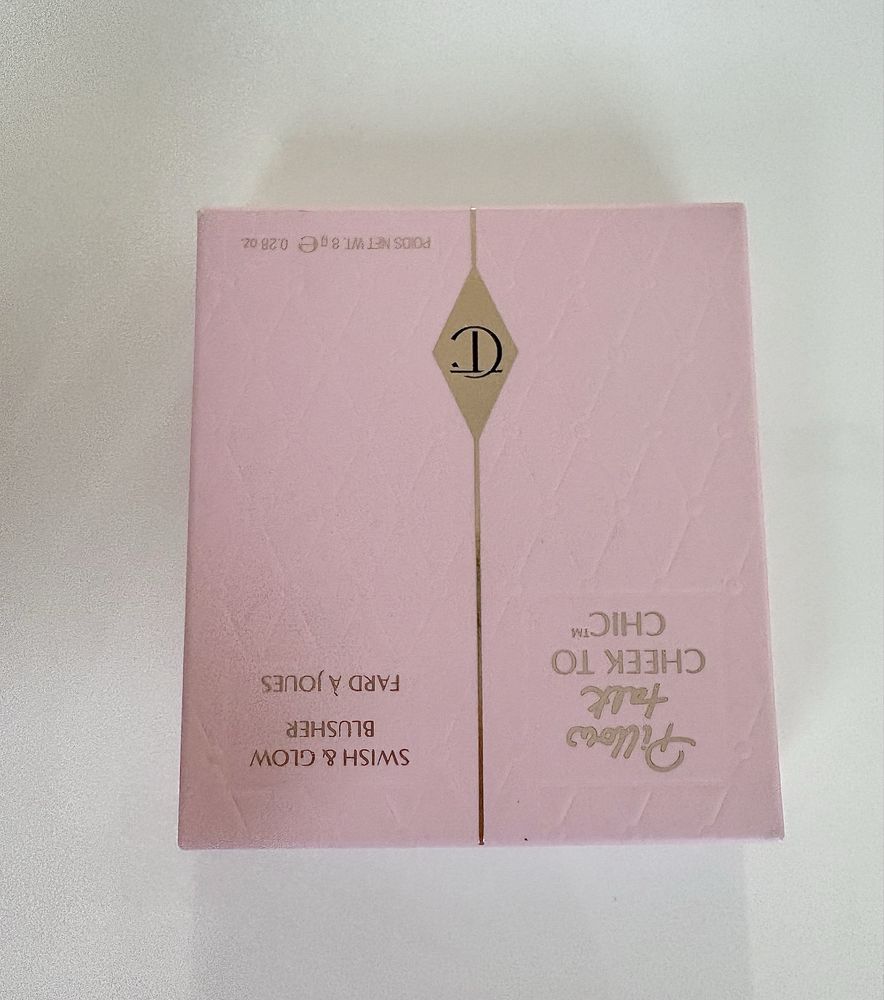 Pillow
talk
CHEEK TO
CHIC™
SWISH & GLOW
BLUSHER
FARD À JOUES
CT
POIDS NET WT. 8 g ℮ 0.28 oz.